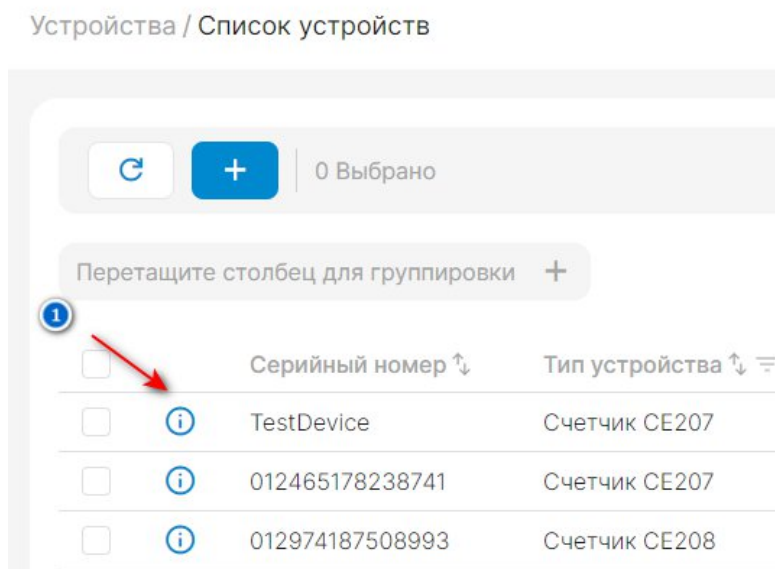 Устройства / Список устройств
0 Выбрано
Перетащите столбец для группировки +
1
Серийный номер Тип устройства
TestDevice Счетчик CE207
012465178238741 Счетчик CE207
012974187508993 Счетчик CE208